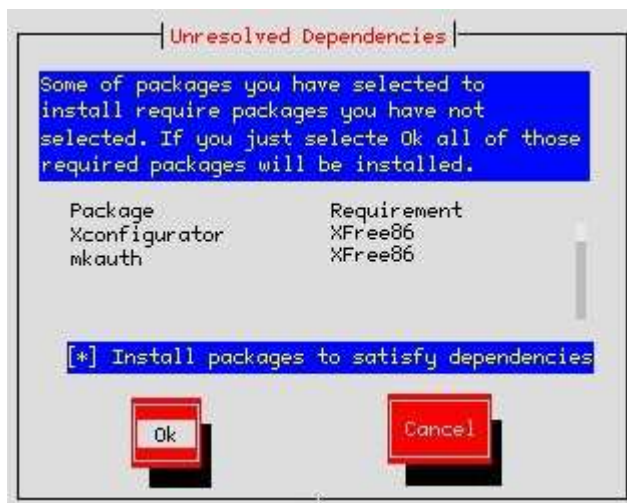 Unresolved Dependencies
Some of packages you have selected to
install require packages you have not
selected. If you just selecte Ok all of those
required packages will be installed.
Package Requirement
Xconfigurator XFree86
mkauth XFree86
[*] Install packages to satisfy dependencies
Ok Cancel